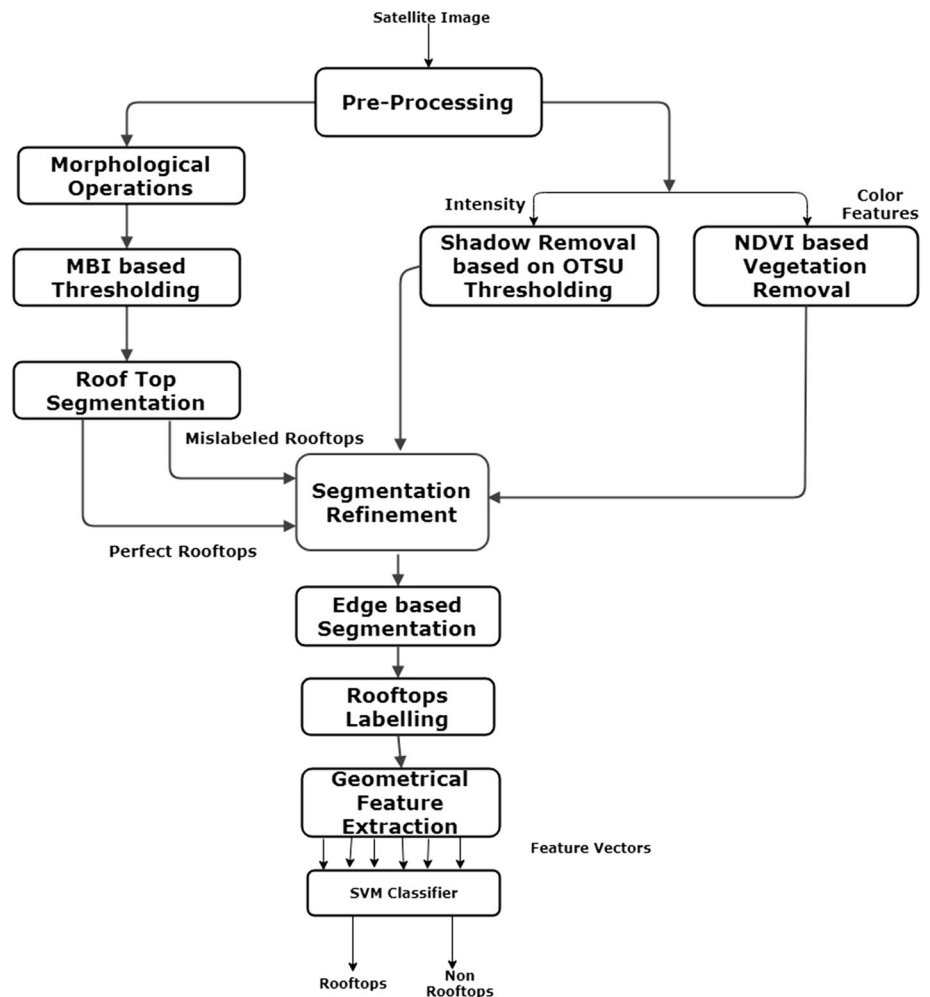 Satellite Image
Pre-Processing
Morphological
Operations
Intensity
Color
Features
Shadow Removal
based on OTSU
Thresholding
NDVI based
Vegetation
Removal
MBI based
Thresholding
Roof Top
Segmentation
Mislabeled Rooftops
Segmentation
Refinement
Perfect Rooftops
Edge based
Segmentation
Rooftops
Labelling
Geometrical
Feature
Extraction
Feature Vectors
SVM Classifier
Rooftops
Non
Rooftops